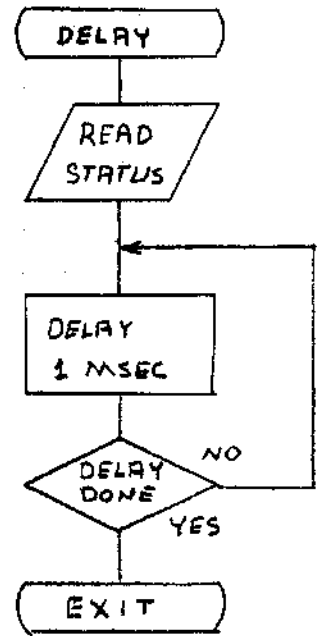 DELAY
READ
STATUS
DELAY
1 MSEC
DELAY
DONE
NO
YES
EXIT